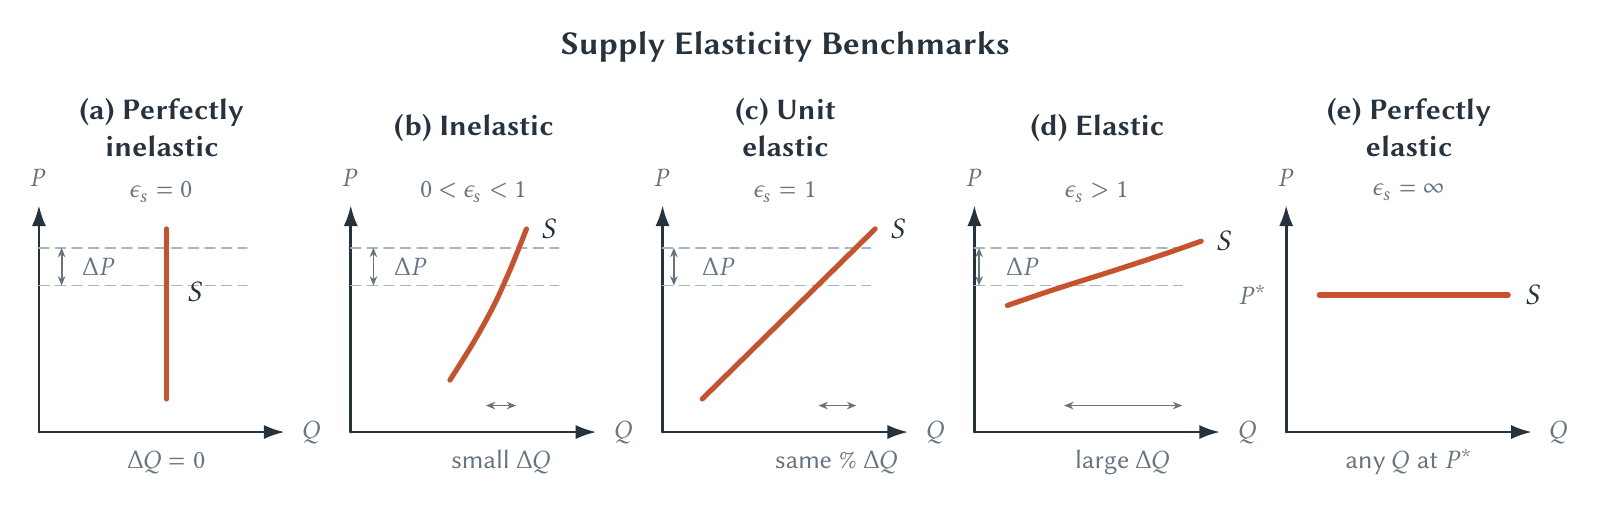 Supply Elasticity Benchmarks
(a) Perfectly
inelastic
P
ϵₛ = 0
ΔP
S
Q
ΔQ = 0
(b) Inelastic
P
0 < ϵₛ < 1
S
ΔP
Q
small ΔQ
(c) Unit
elastic
P
ϵₛ = 1
S
ΔP
Q
same % ΔQ
(d) Elastic
P
ϵₛ > 1
S
ΔP
Q
large ΔQ
(e) Perfectly
elastic
P
ϵₛ = ∞
P*
S
Q
any Q at P*